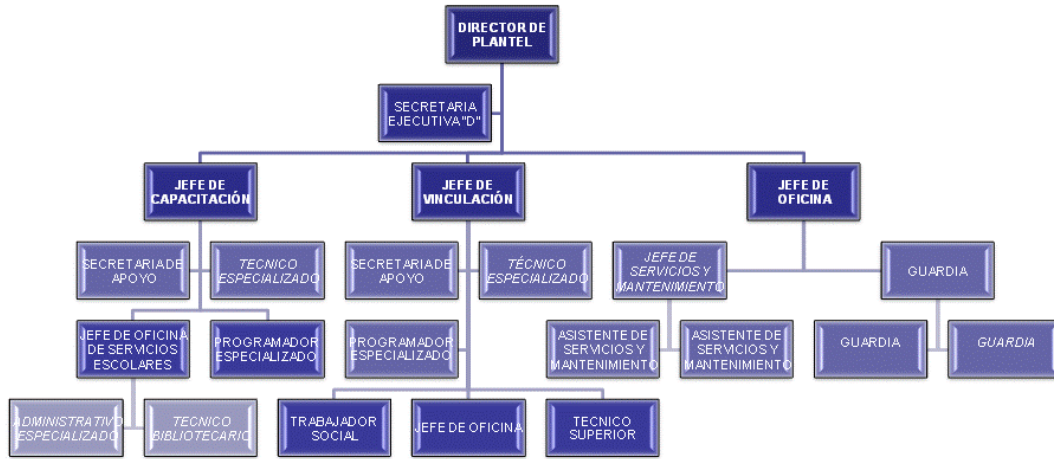 DIRECTOR DE
PLANTEL
SECRETARIA
EJECUTIVA"D"
JEFE DE
CAPACITACIÓN
JEFE DE
VINCULACIÓN
JEFE DE
OFICINA
SECRETARIA DE
APOYO
TECNICO
ESPECIALIZADO
SECRETARIA DE
APOYO
TÉCNICO
ESPECIALIZADO
JEFE DE
SERVICIOS Y
MANTENIMIENTO
GUARDIA
JEFE DE OFICINA
DE SERVICIOS
ESCOLARES
PROGRAMADOR
ESPECIALIZADO
PROGRAMADOR
ESPECIALIZADO
ASISTENTE DE
SERVICIOS Y
MANTENIMIENTO
ASISTENTE DE
SERVICIOS Y
MANTENIMIENTO
GUARDIA
GUARDIA
ADMINISTRATIVO
ESPECIALIZADO
TECNICO
BIBLIOTECARIO
TRABAJADOR
SOCIAL
JEFE DE OFICINA
TECNICO
SUPERIOR